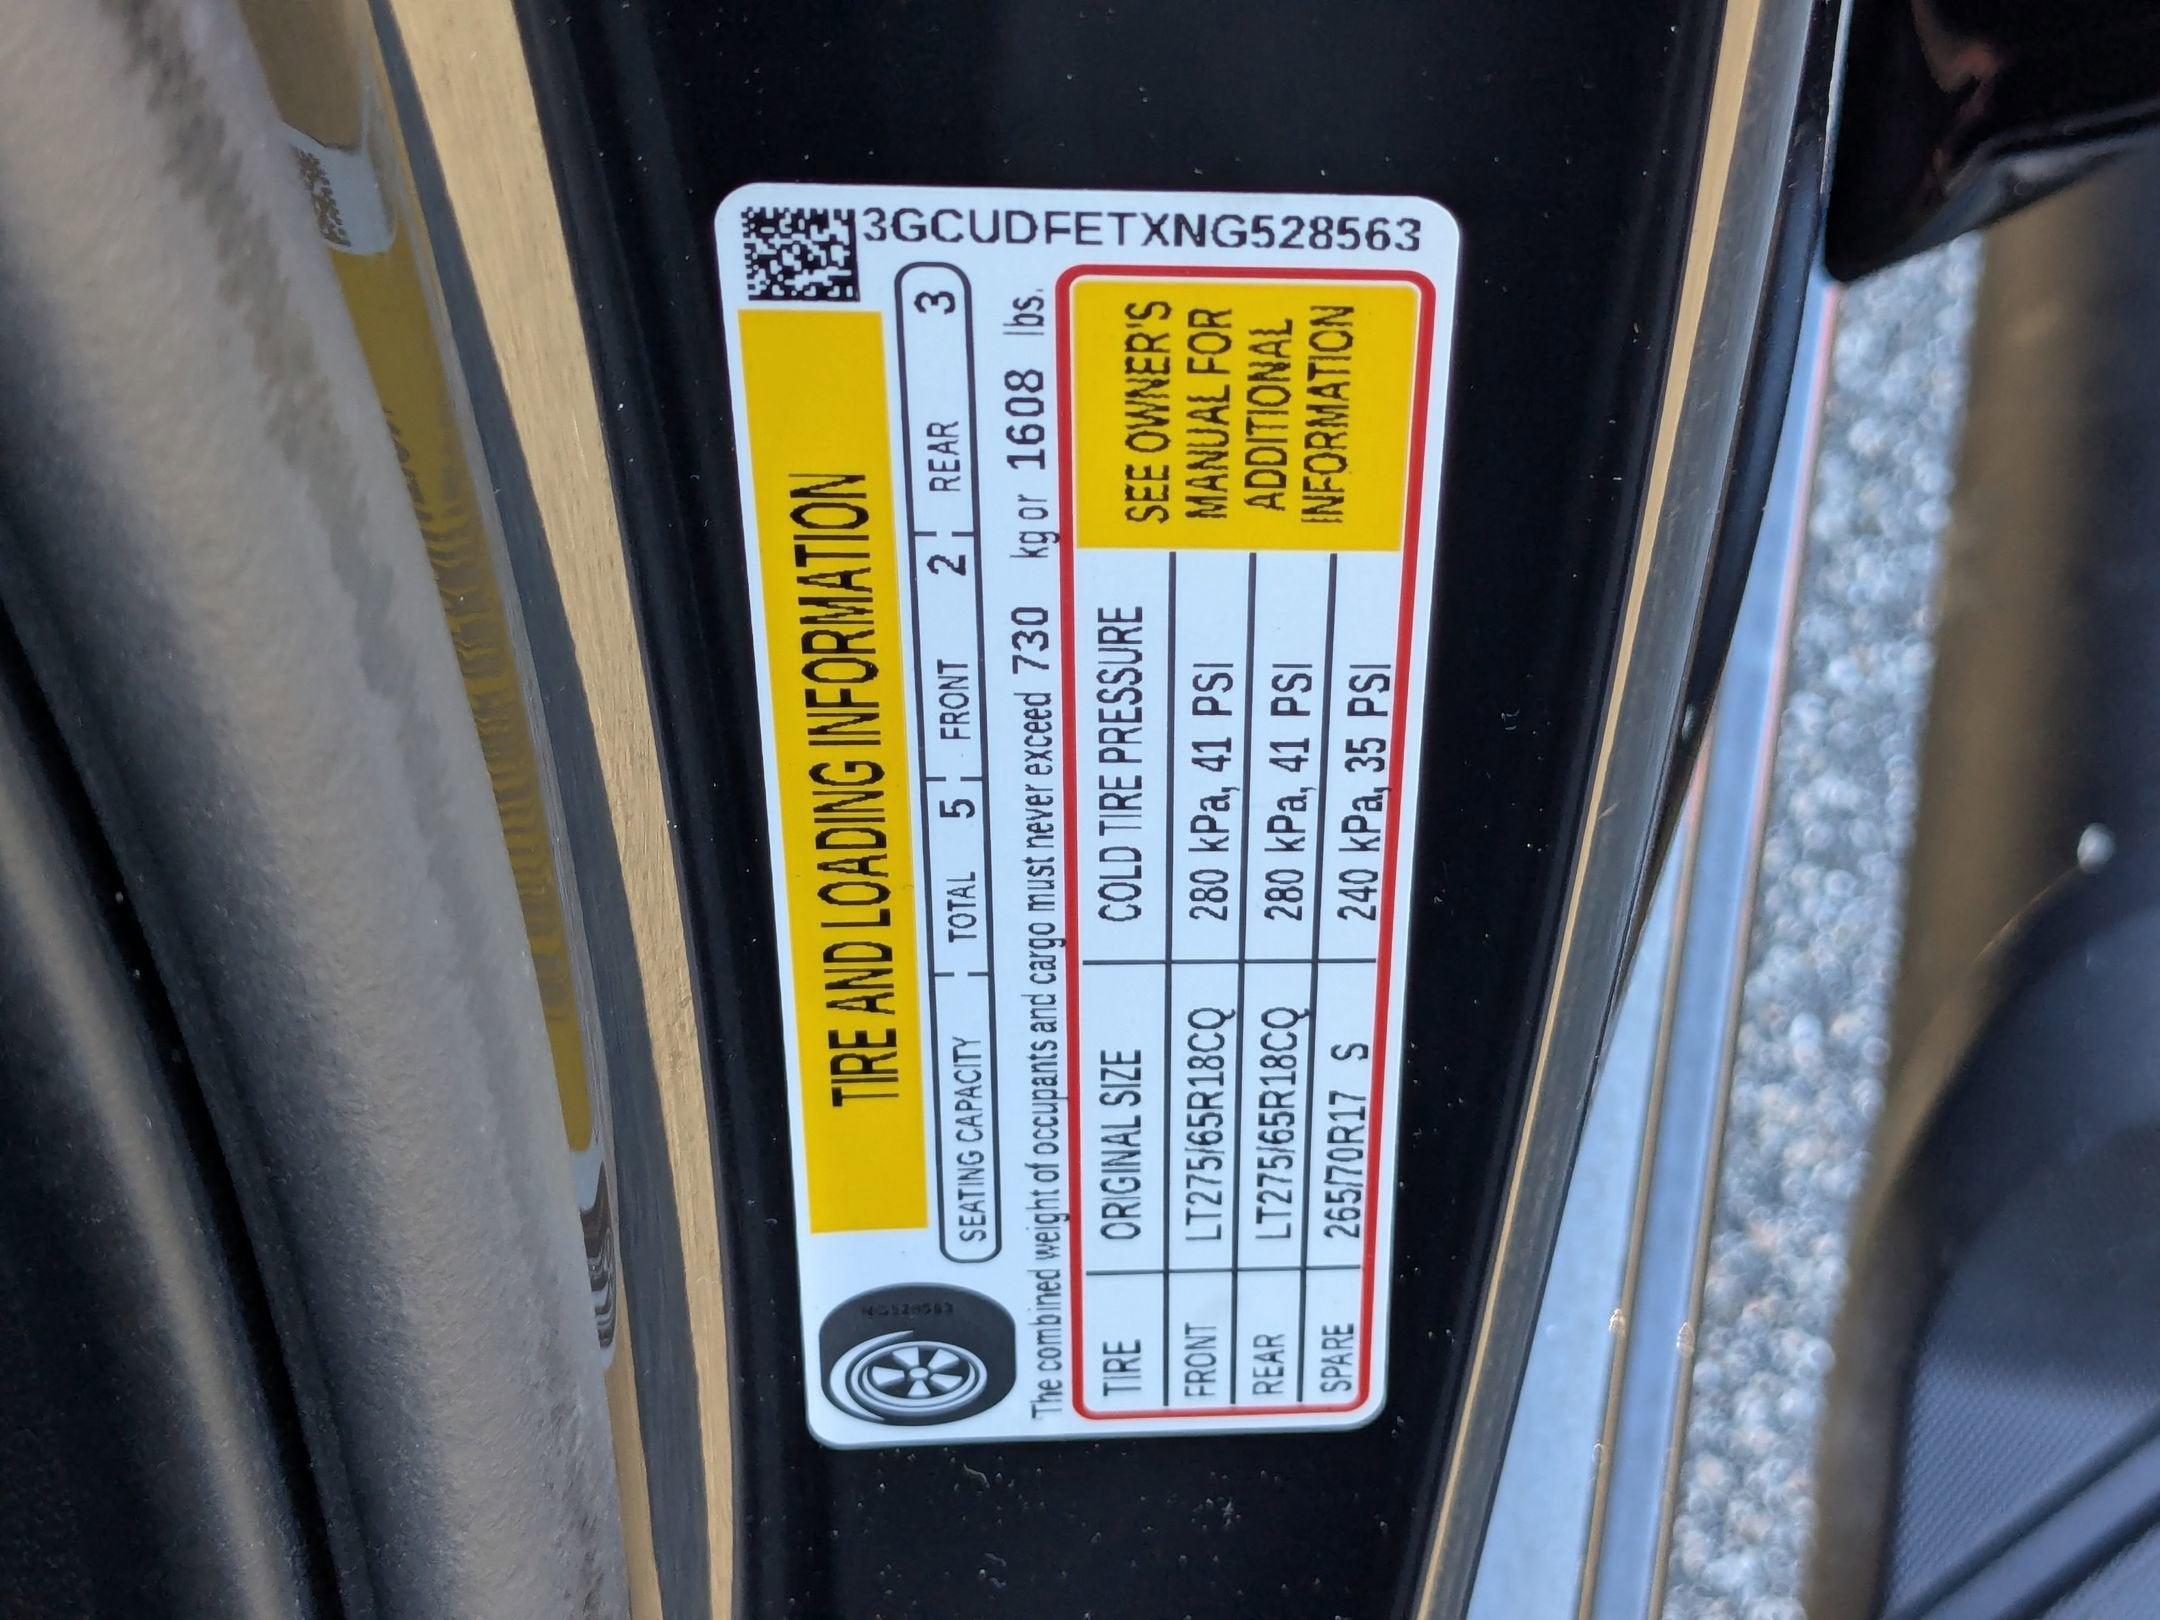 3GCUDFETXNG528563
TIRE AND LOADING INFORMATION
SEATING CAPACITY TOTAL 5 FRONT 2 REAR 3
The combined weight of occupants and cargo must never exceed 730 kg or 1608 lbs.
TIRE ORIGINAL SIZE COLD TIRE PRESSURE
FRONT LT275/65R18CQ 280 kPa, 41 PSI
REAR LT275/65R18CQ 280 kPa, 41 PSI
SPARE 265/70R17 S 240 kPa, 35 PSI
SEE OWNER'S
MANUAL FOR
ADDITIONAL
INFORMATION
NG528563